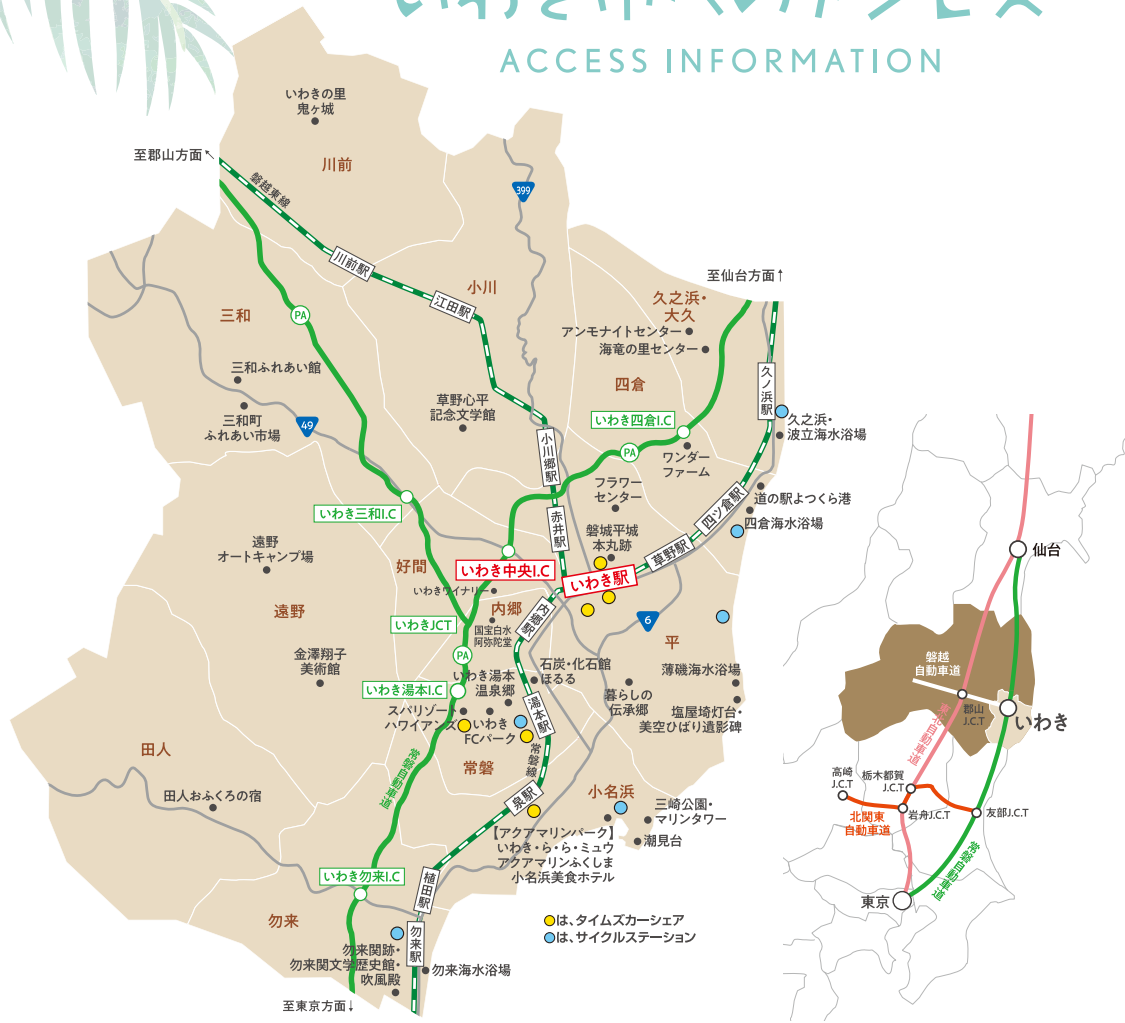 いわき市へのアクセス
ACCESS INFORMATION
いわきの里
鬼ヶ城
至郡山方面↖
川前
磐越東線
399
川前駅
江田駅
小川
至仙台方面↑
久之浜・
大久
アンモナイトセンター
海竜の里センター
三和
PA
三和ふれあい館
三和町
ふれあい市場
49
草野心平
記念文学館
四倉
いわき四倉I.C
久ノ浜駅
久之浜・
波立海水浴場
小川郷駅
PA
ワンダー
ファーム
フラワー
センター
道の駅よつくら港
四ツ倉駅
四倉海水浴場
いわき三和I.C
赤井駅
磐城平城
本丸跡
草野駅
遠野
オートキャンプ場
好間
いわき中央I.C
いわき駅
いわきワイナリー
遠野
いわきJCT
内郷
国宝白水
阿弥陀堂
内郷駅
6
平
金澤翔子
美術館
PA
いわき湯本I.C
いわき湯本
温泉郷
石炭・化石館
ほるる
薄磯海水浴場
暮らしの
伝承郷
塩屋埼灯台・
美空ひばり遺影碑
スパリゾート
ハワイアンズ
いわき
FCパーク
湯本駅
常磐線
田人
常磐自動車道
常磐
泉駅
小名浜
田人おふくろの宿
三崎公園・
マリンタワー
潮見台
【アクアマリンパーク】
いわき・ら・ら・ミュウ
アクアマリンふくしま
小名浜美食ホテル
いわき勿来I.C
植田駅
勿来
●は、タイムズカーシェア
●は、サイクルステーション
勿来駅
勿来関跡・
勿来関文学歴史館・
吹風殿
勿来海水浴場
至東京方面↓
仙台
磐越
自動車道
郡山
J.C.T
いわき
東北自動車道
高崎
J.C.T
栃木都賀
J.C.T
北関東
自動車道
岩舟J.C.T
友部J.C.T
常磐自動車道
東京